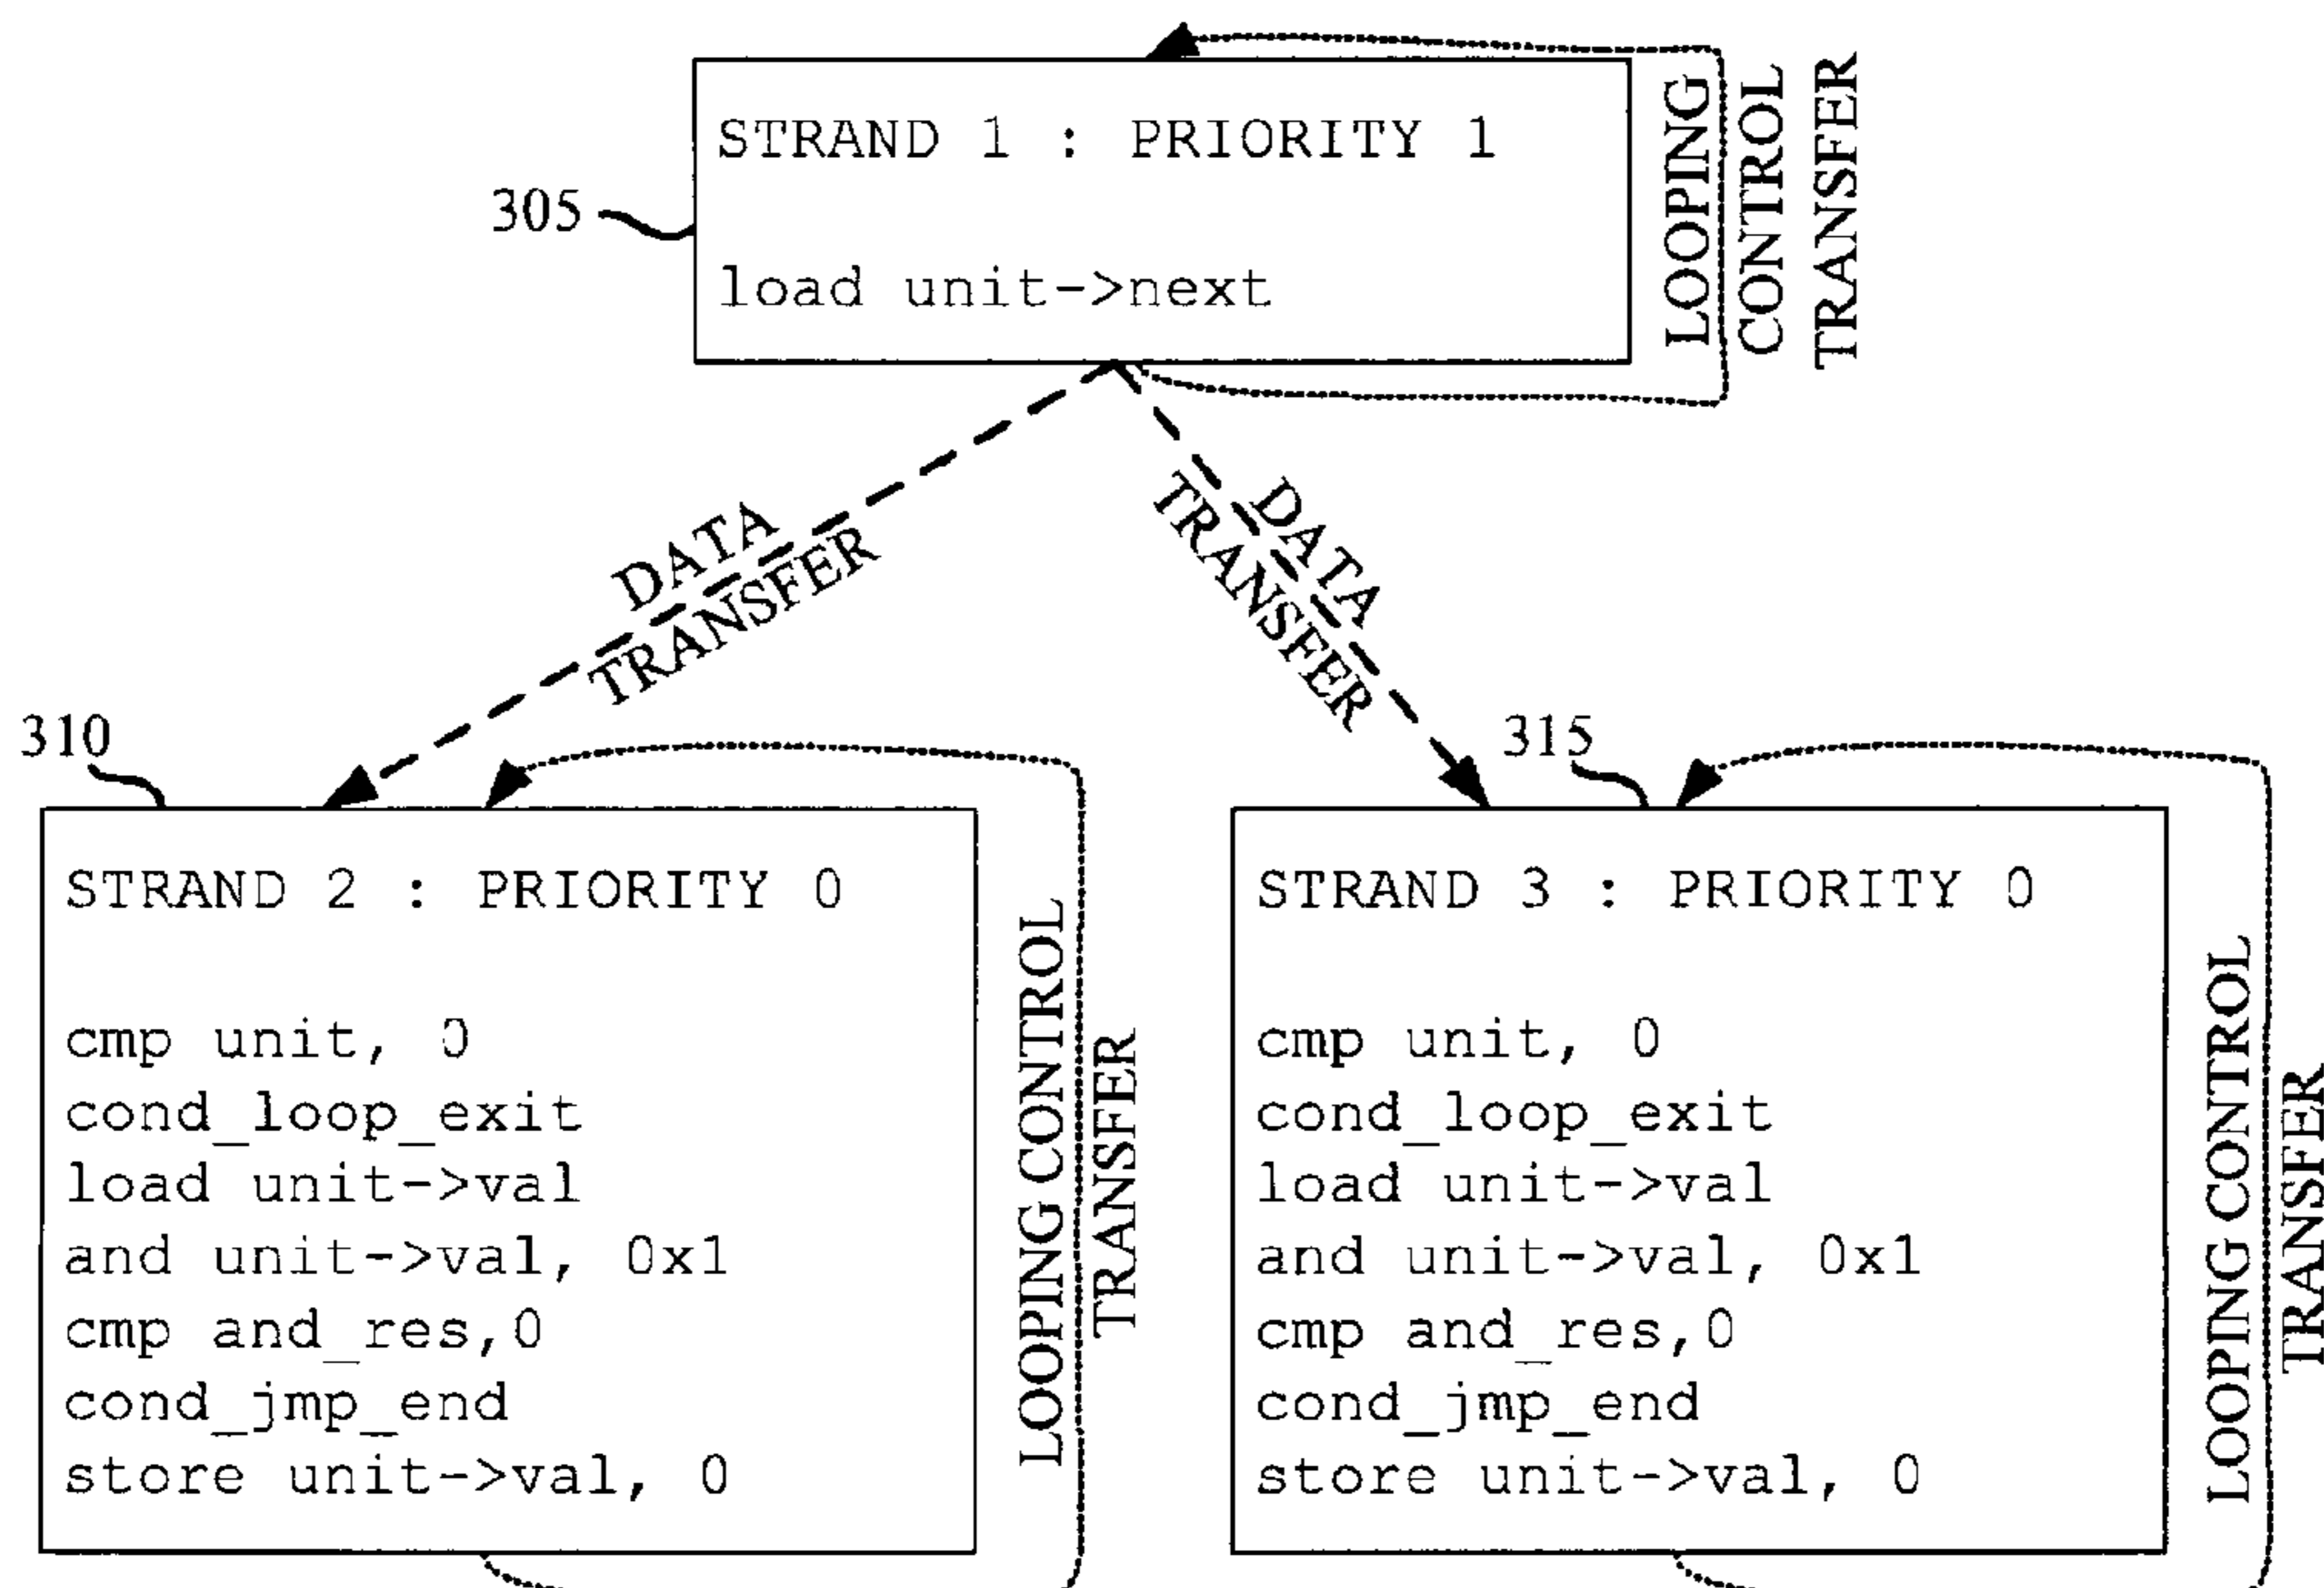 STRAND 1 : PRIORITY 1
305
load unit->next
LOOPING
CONTROL
TRANSFER
DATA
TRANSFER
DATA
TRANSFER
310
STRAND 2 : PRIORITY 0
cmp unit, 0
cond_loop_exit
load unit->val
and unit->val, 0x1
cmp and_res,0
cond_jmp_end
store unit->val, 0
LOOPING CONTROL
TRANSFER
315
STRAND 3 : PRIORITY 0
cmp unit, 0
cond_loop_exit
load unit->val
and unit->val, 0x1
cmp and_res,0
cond_jmp_end
store unit->val, 0
LOOPING CONTROL
TRANSFER